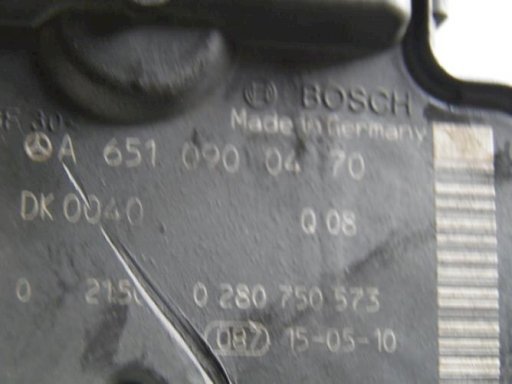 BOSCH
Made in Germany
A 651 090 04 70
DK 0040
Q 08
0 280 750 573
087 15-05-10